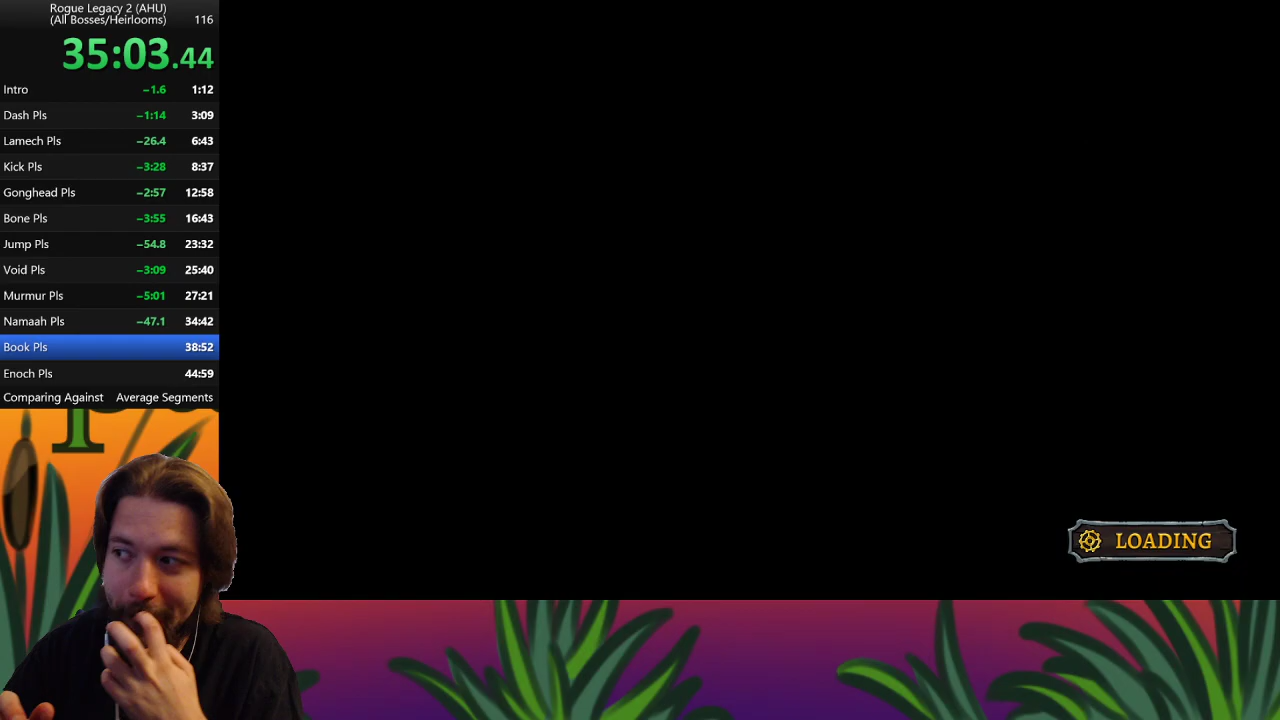 Rogue Legacy 2 (AHU)
(All Bosses/Heirlooms) 116
35:03.44
Intro −1.6 1:12
Dash Pls −1:14 3:09
Lamech Pls −26.4 6:43
Kick Pls −3:28 8:37
Gonghead Pls −2:57 12:58
Bone Pls −3:55 16:43
Jump Pls −54.8 23:32
Void Pls −3:09 25:40
Murmur Pls −5:01 27:21
Namaah Pls −47.1 34:42
Book Pls 38:52
Enoch Pls 44:59
Comparing Against Average Segments
LOADING